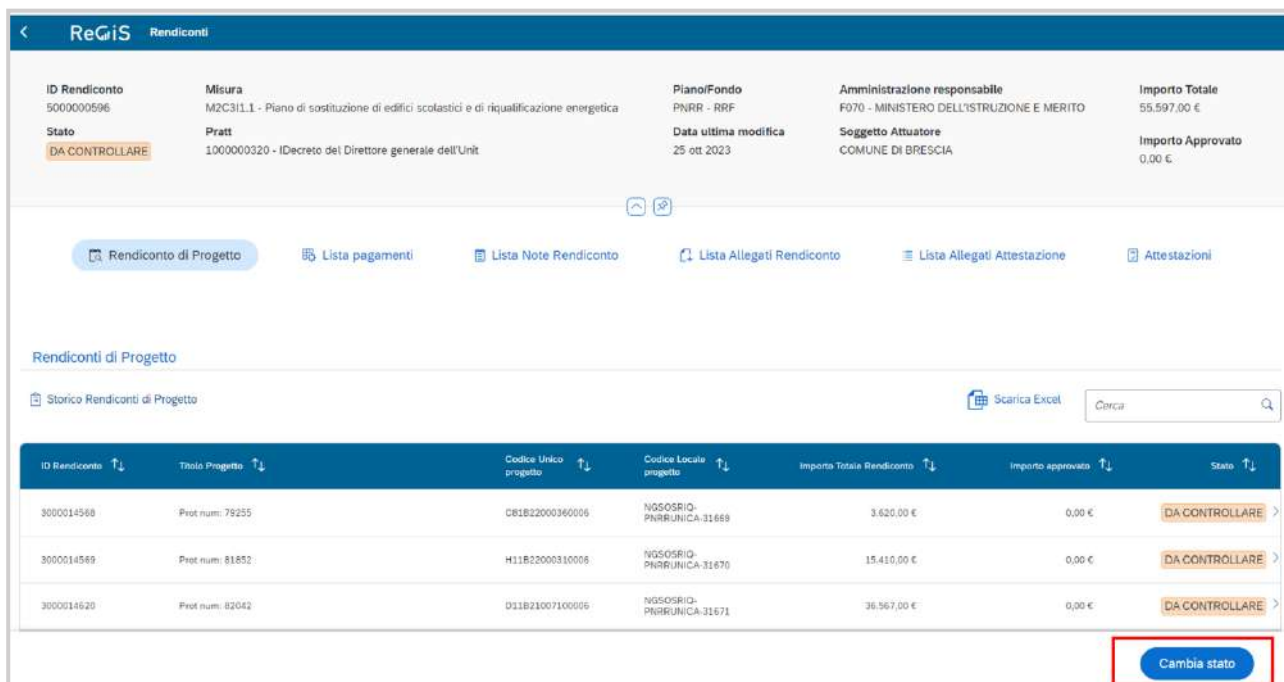 ReGiS Rendiconti
ID Rendiconto Misura Piano/Fondo Amministrazione responsabile Importo Totale
5000000596 M2C3I1.1 - Piano di sostituzione di edifici scolastici e di riqualificazione energetica PNRR - RRF F070 - MINISTERO DELL'ISTRUZIONE E MERITO 55.597,00 €
Stato Pratt Data ultima modifica Soggetto Attuatore Importo Approvato
DA CONTROLLARE 1000000320 - IDecreto del Direttore generale dell'Unit 25 ott 2023 COMUNE DI BRESCIA 0,00 €
Rendiconto di Progetto Lista pagamenti Lista Note Rendiconto Lista Allegati Rendiconto Lista Allegati Attestazione Attestazioni
Rendiconti di Progetto
Storico Rendiconti di Progetto Scarica Excel Cerca
ID Rendiconto Titolo Progetto Codice Unico progetto Codice Locale progetto Importo Totale Rendiconto Importo approvato Stato
3000014568 Prot num: 79255 C81B22000360006 NGSOSRIQ-PNRRUNICA-31669 3.620,00 € 0,00 € DA CONTROLLARE
3000014569 Prot num: 81852 H11B22000310006 NGSOSRIQ-PNRRUNICA-31670 15.410,00 € 0,00 € DA CONTROLLARE
3000014620 Prot num: 82042 D11B21007100006 NGSOSRIQ-PNRRUNICA-31671 36.567,00 € 0,00 € DA CONTROLLARE
Cambia stato